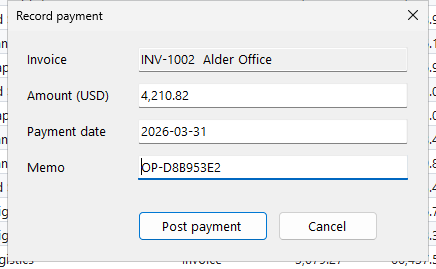 Record payment
Invoice INV-1002 Alder Office
Amount (USD) 4,210.82
Payment date 2026-03-31
Memo OP-D8B953E2
Post payment Cancel